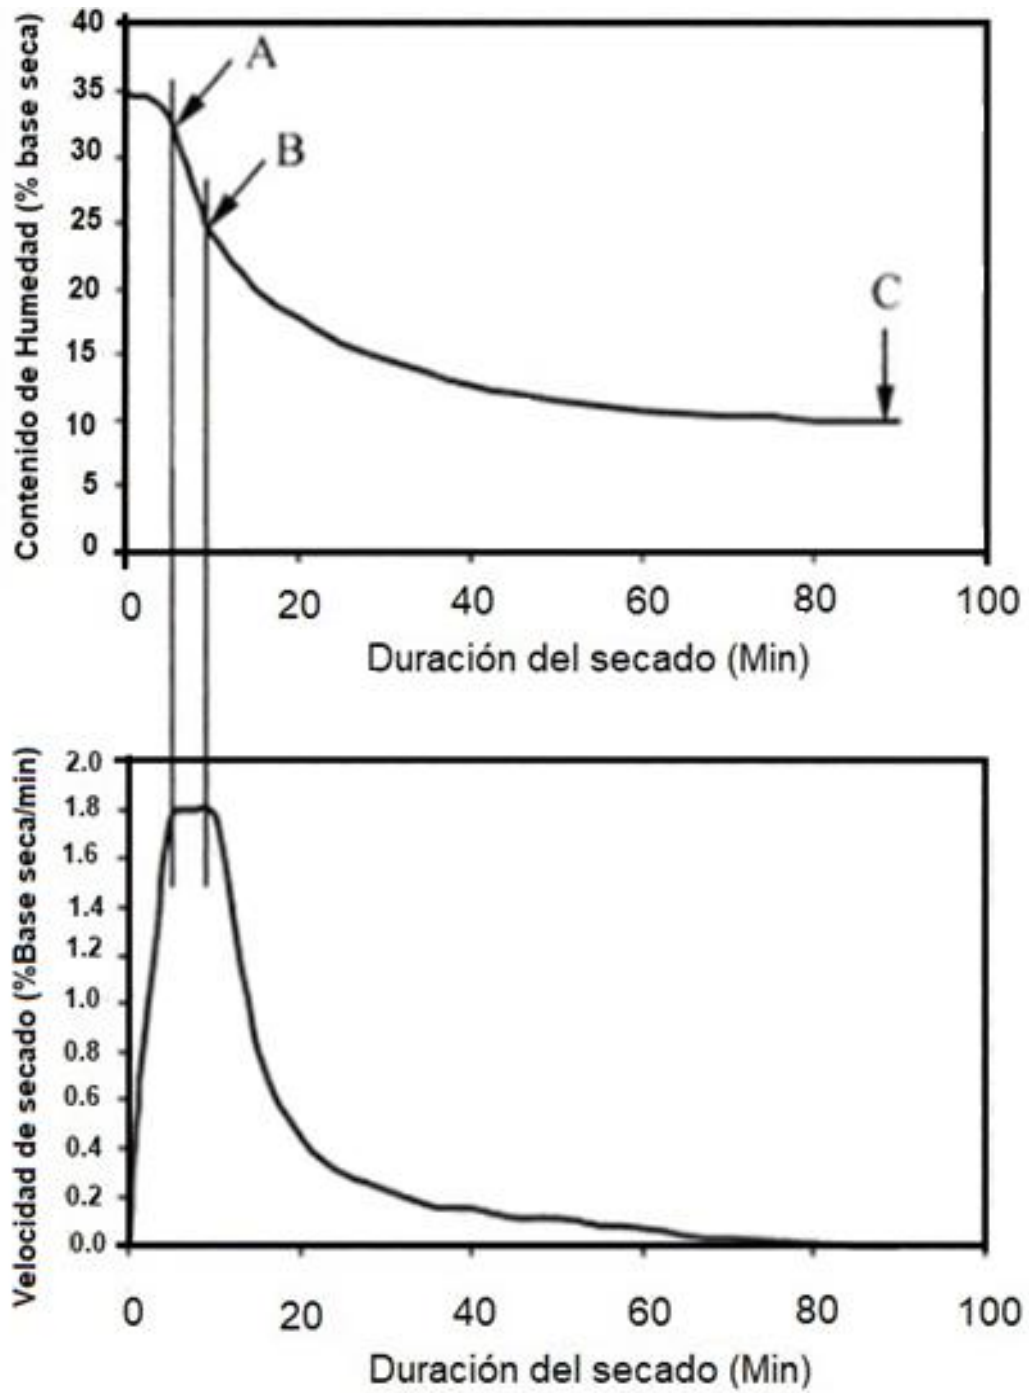 Contenido de Humedad (% base seca)
40
35
30
25
20
15
10
5
0
A
B
C
0 20 40 60 80 100
Duración del secado (Min)
Velocidad de secado (%Base seca/min)
2.0
1.8
1.6
1.4
1.2
1.0
0.8
0.6
0.4
0.2
0.0
0 20 40 60 80 100
Duración del secado (Min)